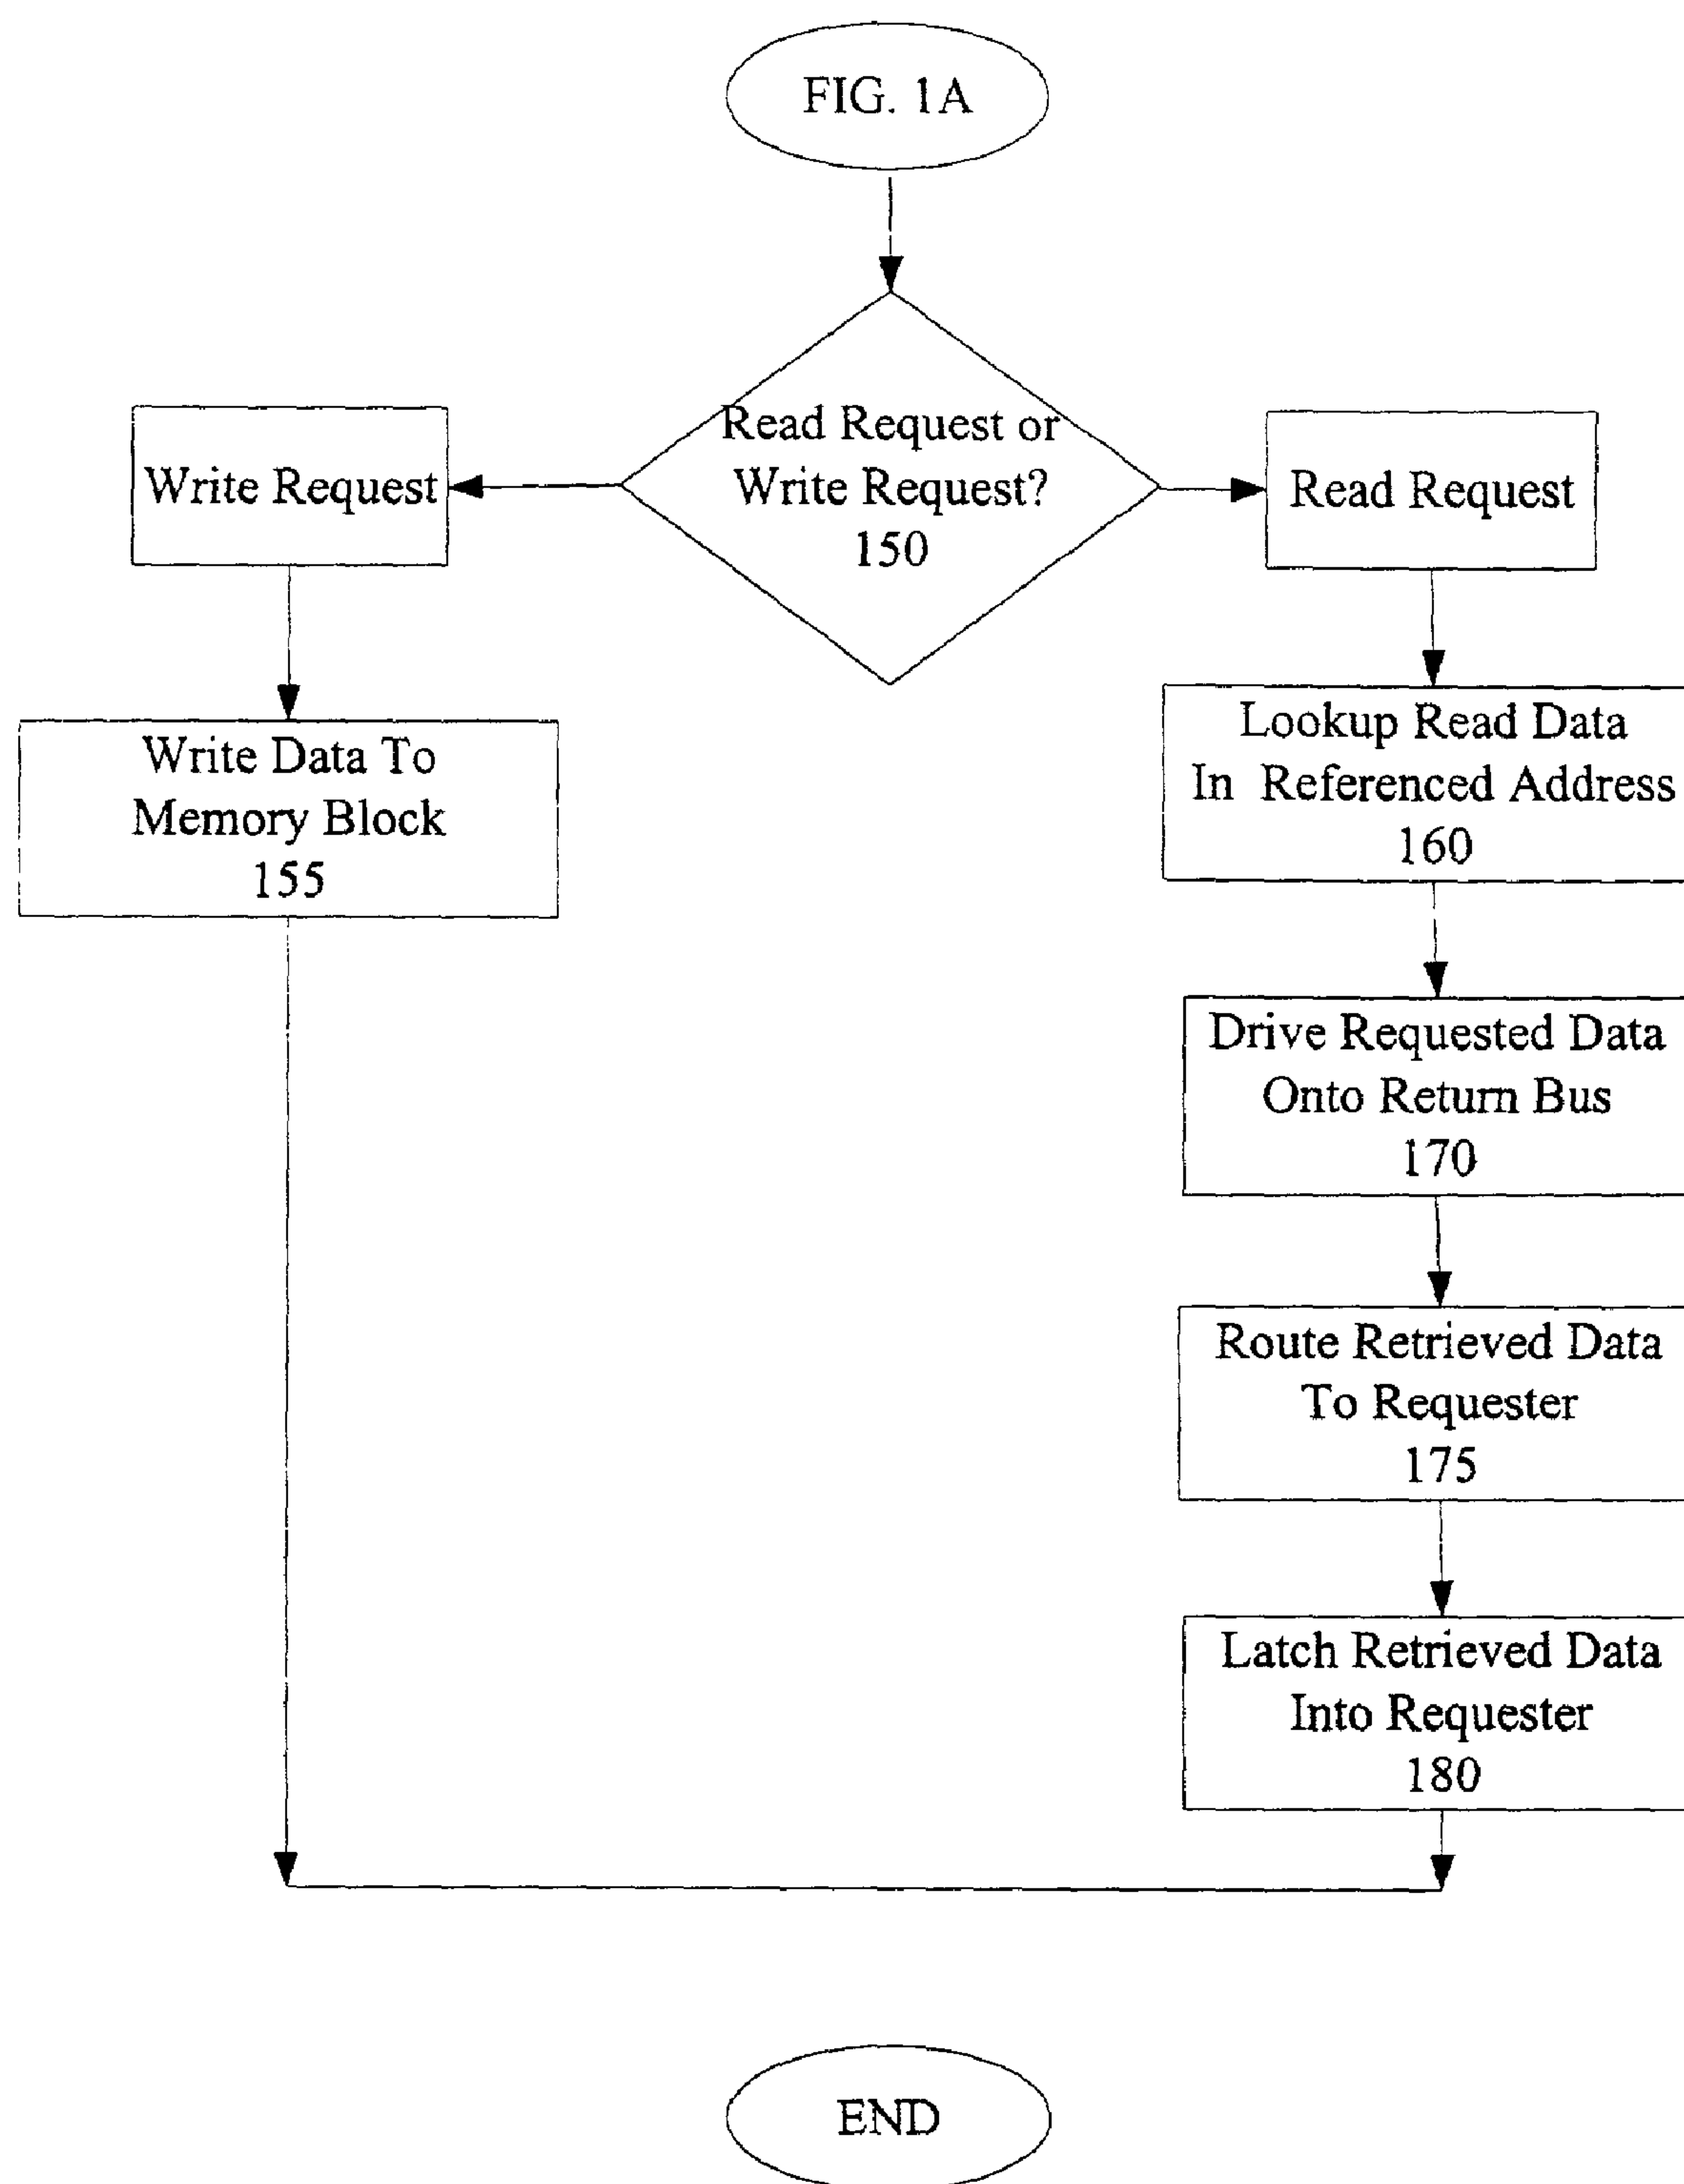 FIG. 1A
Read Request or
Write Request?
150
Write Request
Read Request
Write Data To
Memory Block
155
Lookup Read Data
In Referenced Address
160
Drive Requested Data
Onto Return Bus
170
Route Retrieved Data
To Requester
175
Latch Retrieved Data
Into Requester
180
END